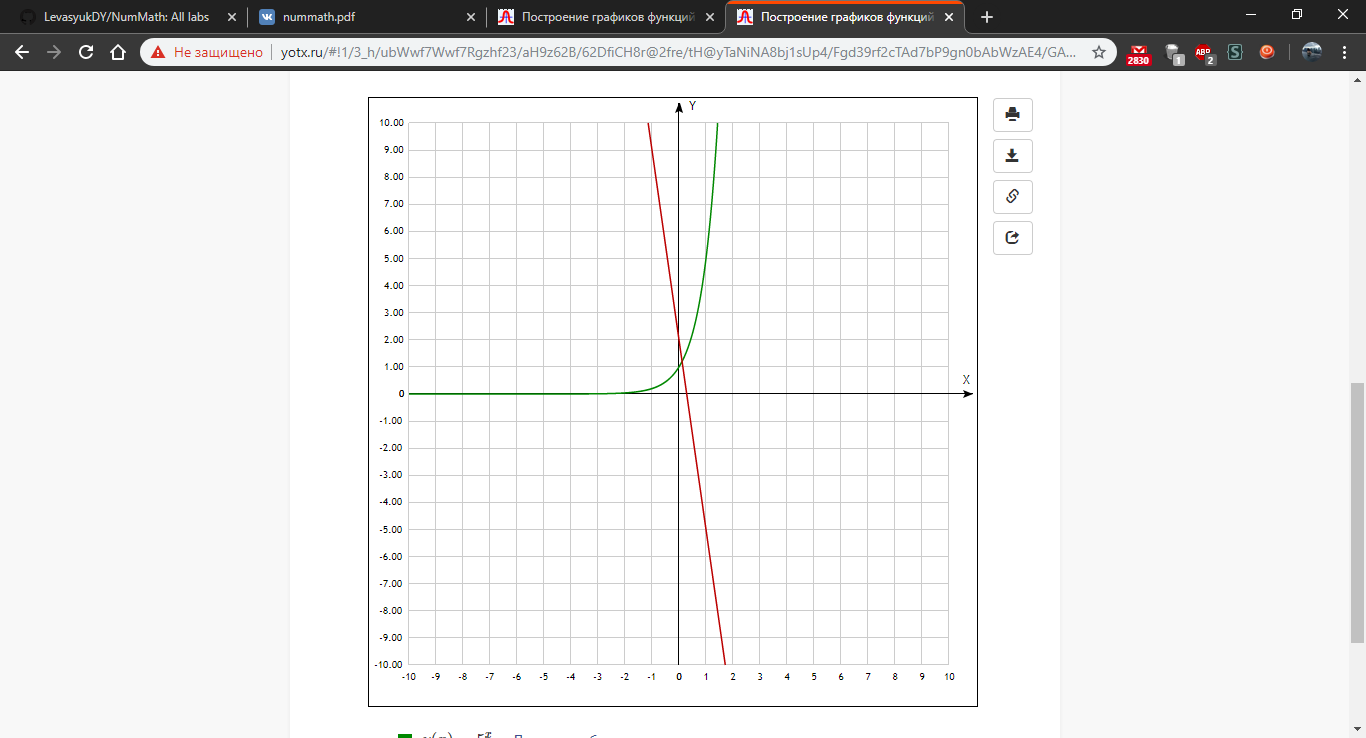 LevasyukDY/NumMath: All labs
nummath.pdf
Построение графиков функций
Построение графиков функций
Не защищено
yotx.ru/#!1/3_h/ubWwf7Wwf7Rgzhf23/aH9z62B/62DfiCH8r@2fre/tH@yTaNiNA8bj1sUp4/Fgd39rf2cTAd7bP9gn0bAbWzAE4/GA...
2830
1
ABP
2
S
Y
10.00
9.00
8.00
7.00
6.00
5.00
4.00
3.00
2.00
1.00
X
0
-1.00
-2.00
-3.00
-4.00
-5.00
-6.00
-7.00
-8.00
-9.00
-10.00
-10 -9 -8 -7 -6 -5 -4 -3 -2 -1 0 1 2 3 4 5 6 7 8 9 10